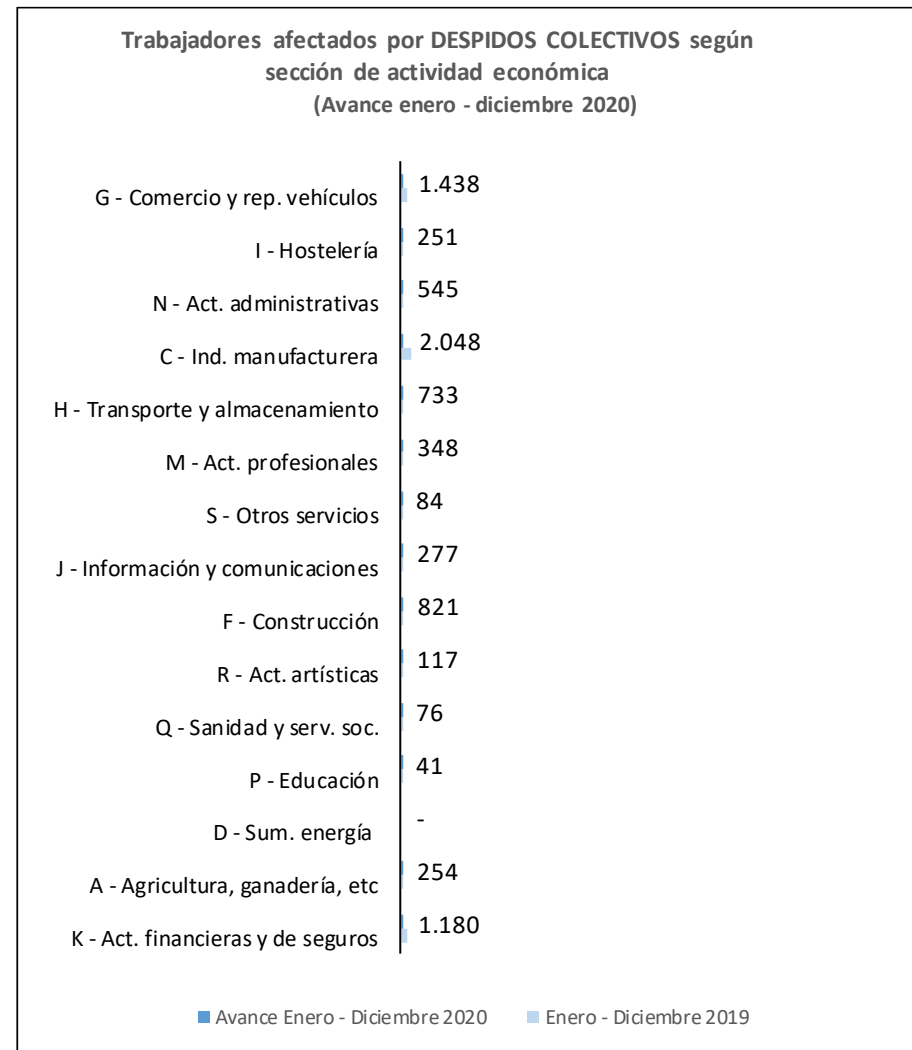 Trabajadores afectados por DESPIDOS COLECTIVOS según
sección de actividad económica
(Avance enero - diciembre 2020)
G - Comercio y rep. vehículos 1.438
I - Hostelería 251
N - Act. administrativas 545
C - Ind. manufacturera 2.048
H - Transporte y almacenamiento 733
M - Act. profesionales 348
S - Otros servicios 84
J - Información y comunicaciones 277
F - Construcción 821
R - Act. artísticas 117
Q - Sanidad y serv. soc. 76
P - Educación 41
D - Sum. energía -
A - Agricultura, ganadería, etc 254
K - Act. financieras y de seguros 1.180
Avance Enero - Diciembre 2020 Enero - Diciembre 2019